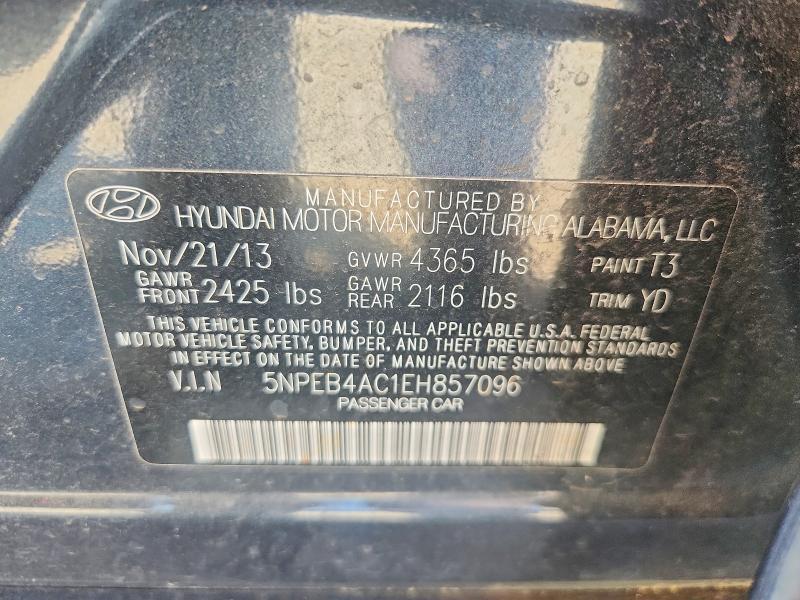 MANUFACTURED BY
HYUNDAI MOTOR MANUFACTURING ALABAMA, LLC
Nov/21/13 GVWR 4365 lbs PAINT T3
GAWR FRONT 2425 lbs GAWR REAR 2116 lbs TRIM YD
THIS VEHICLE CONFORMS TO ALL APPLICABLE U.S.A. FEDERAL
MOTOR VEHICLE SAFETY, BUMPER, AND THEFT PREVENTION STANDARDS
IN EFFECT ON THE DATE OF MANUFACTURE SHOWN ABOVE
V.I.N 5NPEB4AC1EH857096
PASSENGER CAR